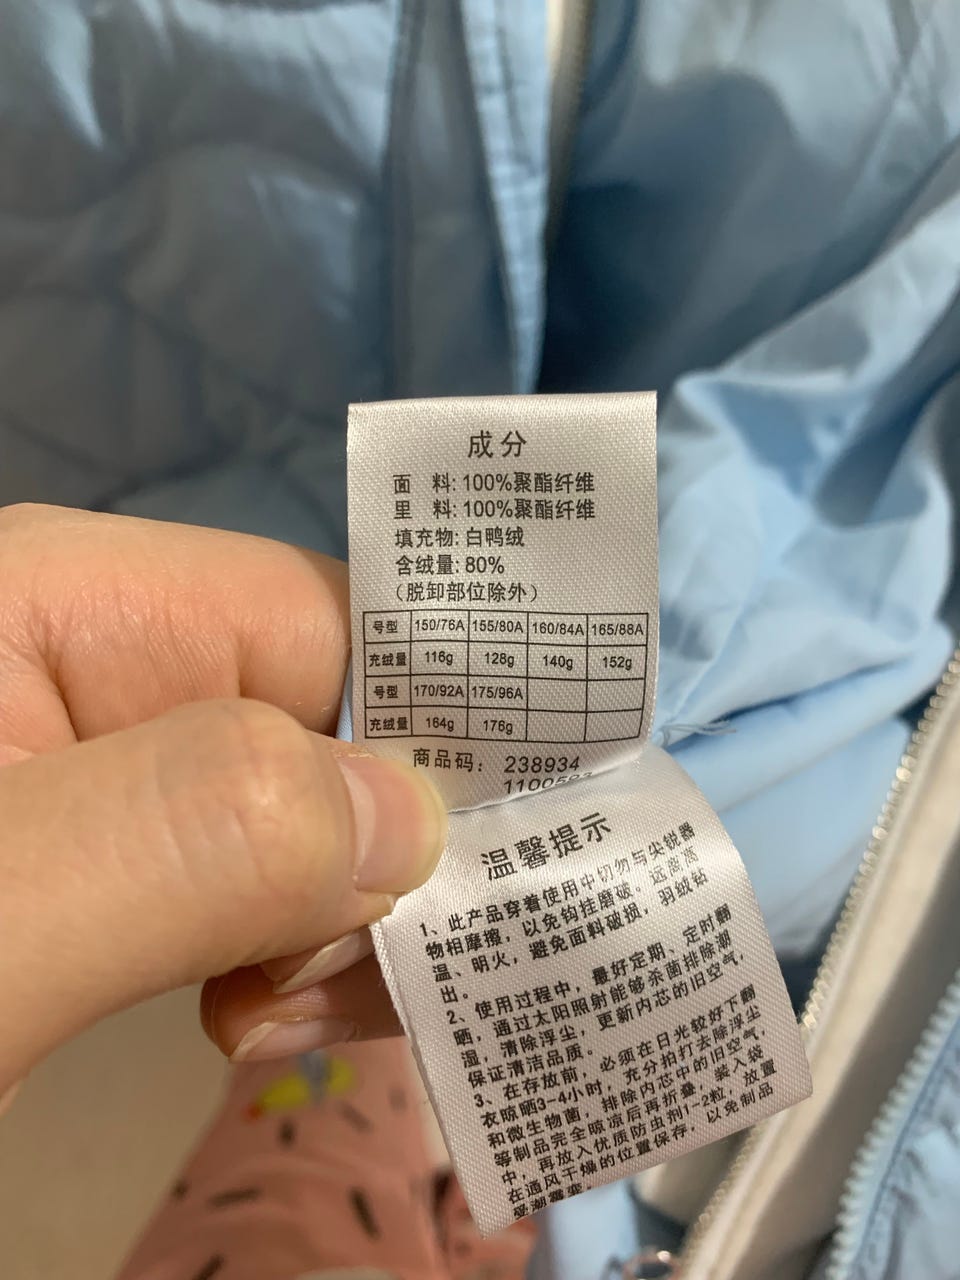 成分
面 料: 100%聚酯纤维
里 料: 100%聚酯纤维
填充物: 白鸭绒
含绒量: 80%
（脱卸部位除外）
号型 150/76A 155/80A 160/84A 165/88A
充绒量 116g 128g 140g 152g
号型 170/92A 175/96A
充绒量 164g 176g
商品码: 238934
温馨提示
1、此产品穿着使用中切勿与尖锐器
物相摩擦，以免钩挂磨破。远离高
温、明火，避免面料破损，羽绒钻
出。
2、使用过程中，最好定期、定时翻
晒，通过太阳照射能够杀菌排除潮
湿，清除浮尘，更新内芯的旧空气，
保证清洁品质。
3、在存放前，必须在日光较好下翻
衣晾晒3-4小时，充分拍打去除浮尘
和微生物菌，排除内芯中的旧空气，
等制品完全晾凉后再折叠，装入袋
中，再放入优质防虫剂1-2粒，放置
在通风干燥的位置保存，以免制品
受潮霉变。